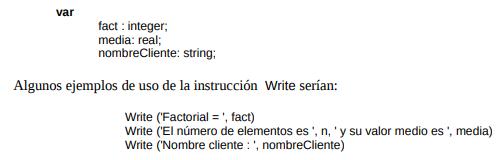 var
fact : integer;
media: real;
nombreCliente: string;
Algunos ejemplos de uso de la instrucción Write serían:
Write ('Factorial = ', fact)
Write ('El número de elementos es ', n, ' y su valor medio es ', media)
Write ('Nombre cliente : ', nombreCliente)